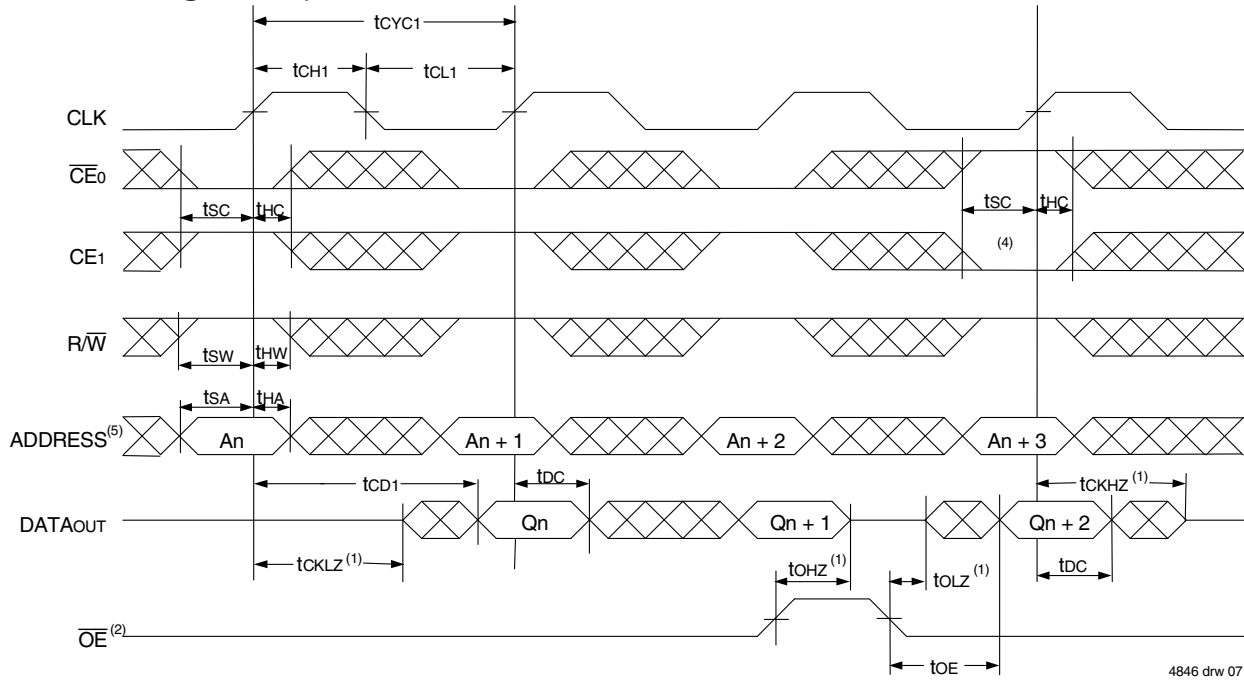 tCYC1
tCH1 tCL1
CLK
CE0
tSC tHC tSC tHC
CE1 (4)
R/W
tSW tHW
tSA tHA
ADDRESS(5) An An + 1 An + 2 An + 3
tCD1 tDC tCKHZ(1)
DATAOUT Qn Qn + 1 Qn + 2
tCKLZ(1) tOHZ(1) tOLZ(1) tDC
OE(2)
tOE
4846 drw 07